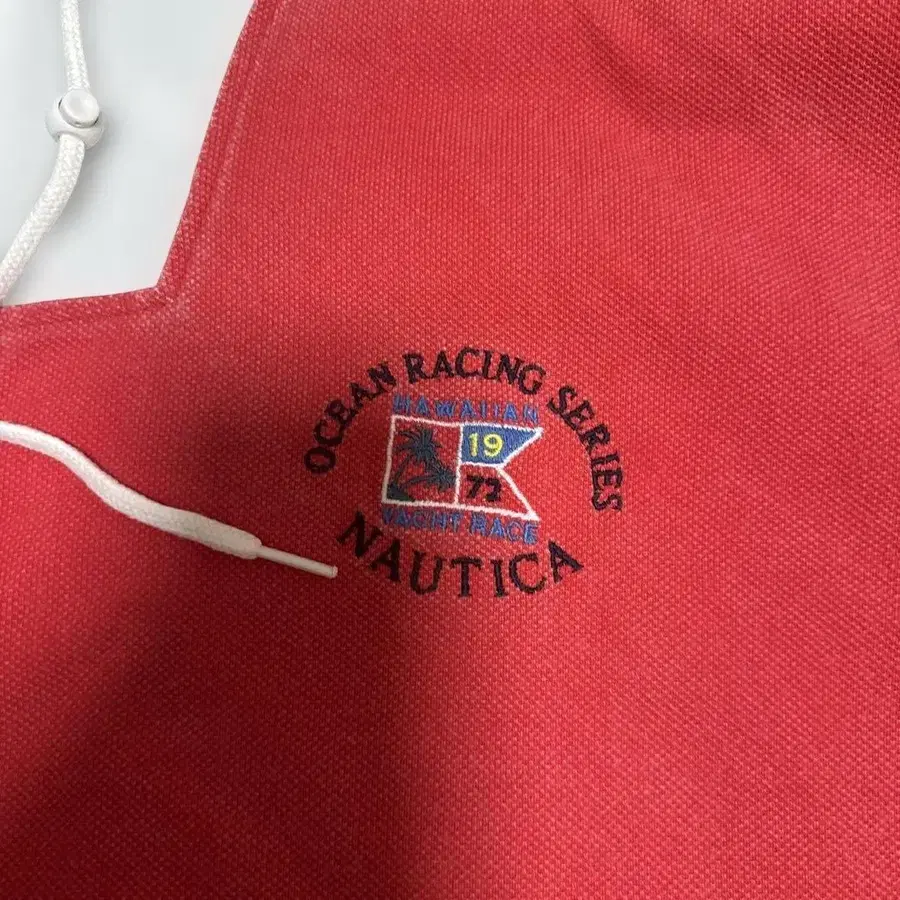 OCEAN RACING SERIES
HAWAIIAN
19
72
YACHT RACE
NAUTICA